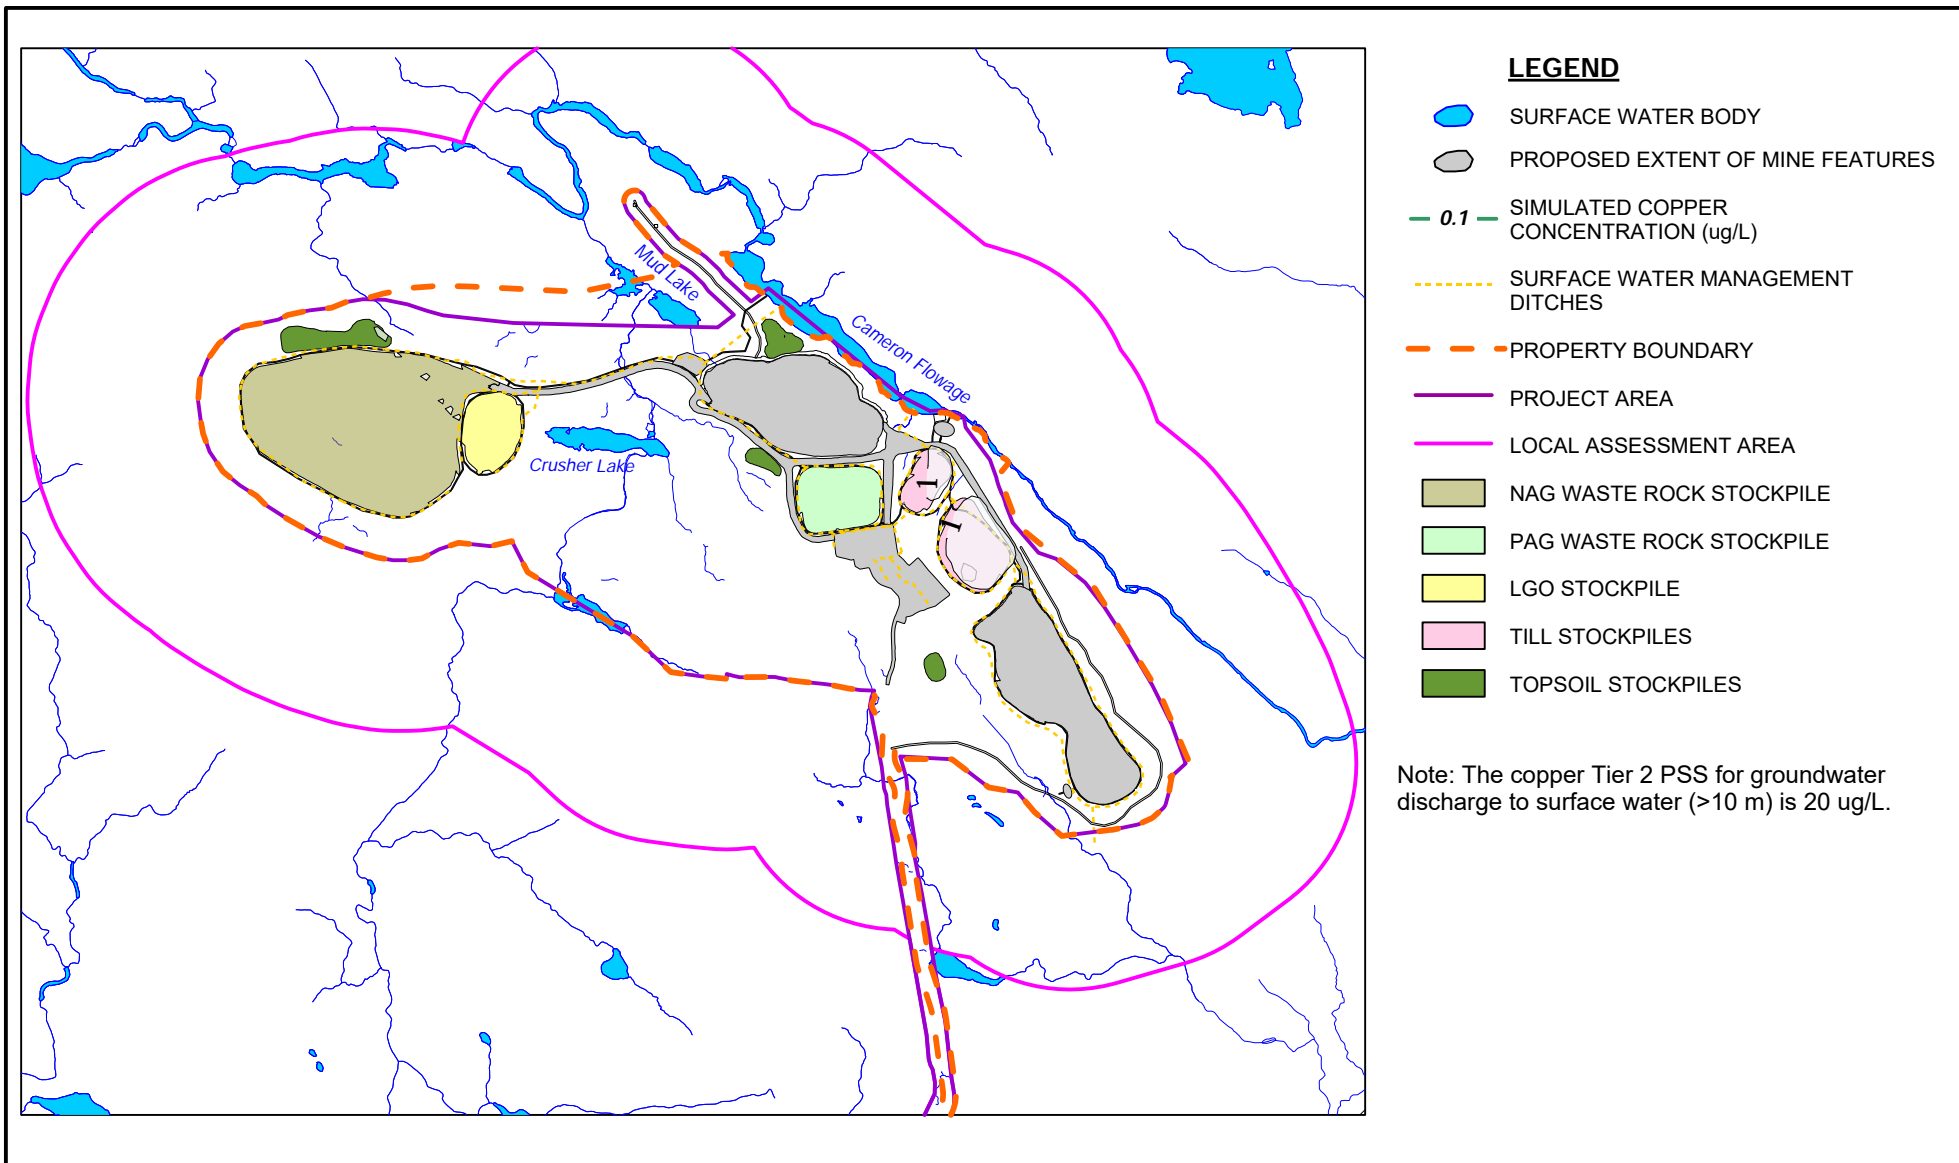 LEGEND
SURFACE WATER BODY
PROPOSED EXTENT OF MINE FEATURES
0.1
SIMULATED COPPER
CONCENTRATION (ug/L)
SURFACE WATER MANAGEMENT
DITCHES
PROPERTY BOUNDARY
PROJECT AREA
LOCAL ASSESSMENT AREA
NAG WASTE ROCK STOCKPILE
PAG WASTE ROCK STOCKPILE
LGO STOCKPILE
TILL STOCKPILES
TOPSOIL STOCKPILES
Note: The copper Tier 2 PSS for groundwater
discharge to surface water (>10 m) is 20 ug/L.
Mud Lake
Cameron Flowage
Crusher Lake
1
1